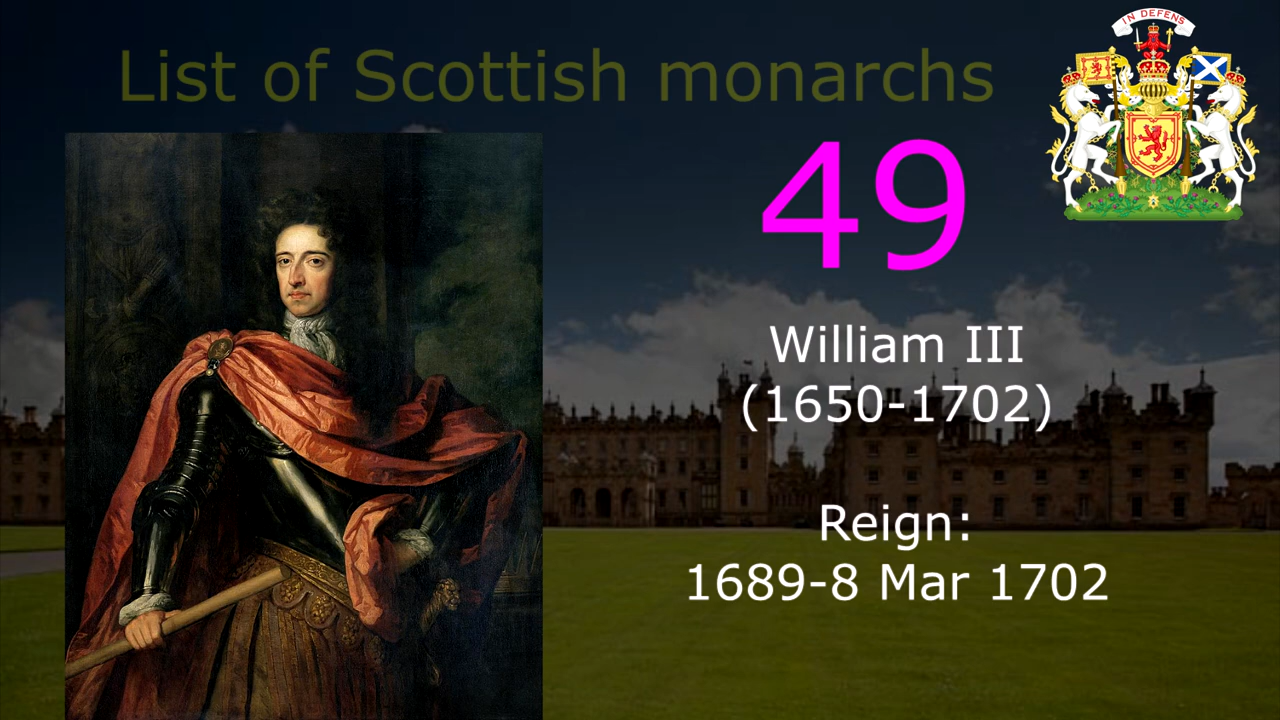 IN DEFENS
List of Scottish monarchs
49
William III
(1650-1702)
Reign:
1689-8 Mar 1702